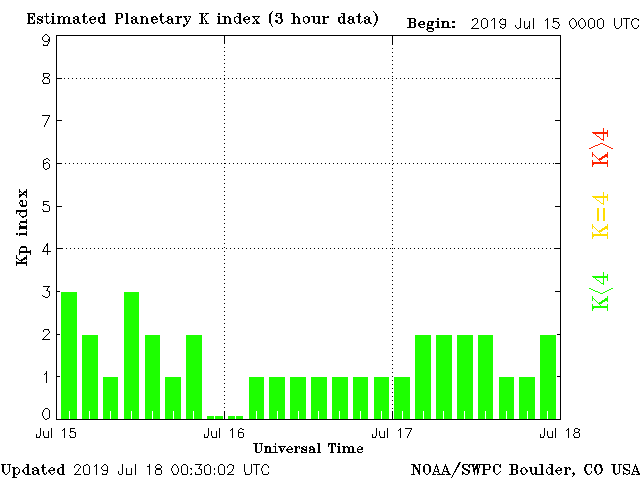 Estimated Planetary K index (3 hour data) Begin: 2019 Jul 15 0000 UTC
9
8
7
6
5
4
3
2
1
0
Kp index
K>4
K=4
K<4
Jul 15 Jul 16 Jul 17 Jul 18
Universal Time
Updated 2019 Jul 18 00:30:02 UTC NOAA/SWPC Boulder, CO USA